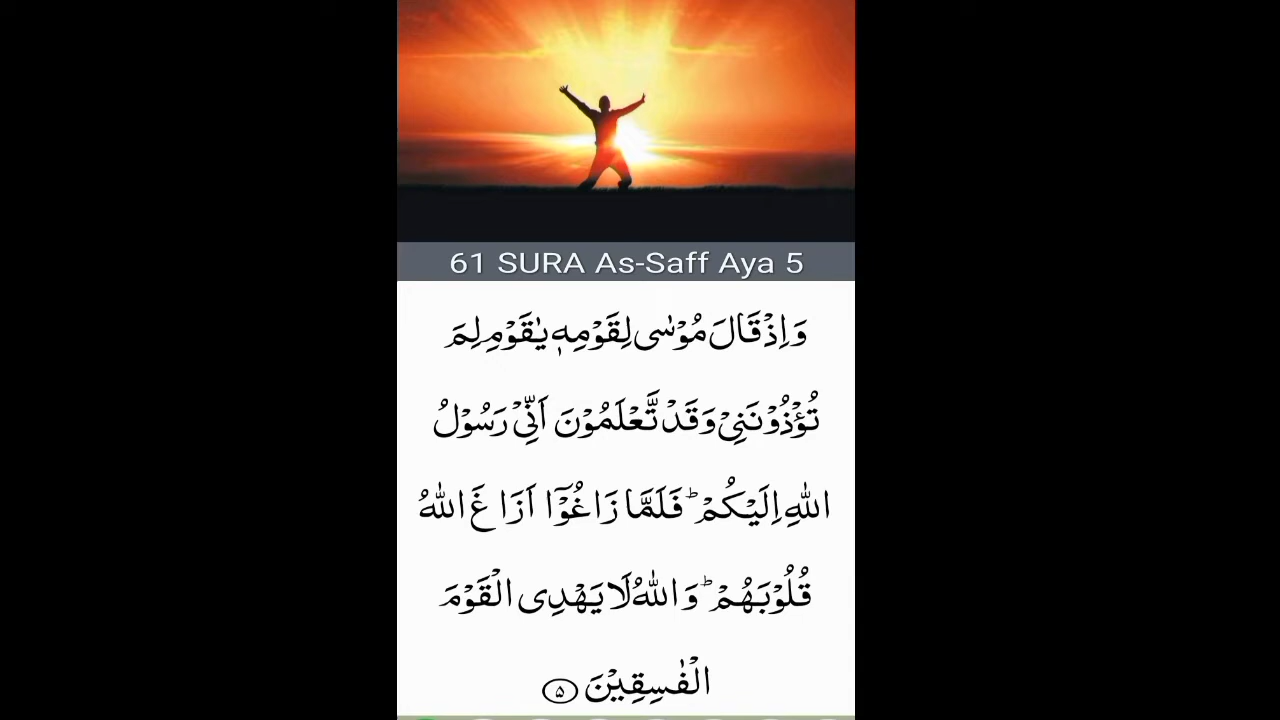 61 SURA As-Saff Aya 5
وَ اِذْ قَالَ مُوْسٰى لِقَوْمِهٖ يٰقَوْمِ لِمَ
تُؤْذُوْنَنِیْ وَ قَدْ تَّعْلَمُوْنَ اَنِّیْ رَسُوْلُ
اللّٰهِ اِلَیْكُمْ ؕ فَلَمَّا زَاغُوْۤا اَزَاغَ اللّٰهُ
قُلُوْبَهُمْ ؕ وَ اللّٰهُ لَا یَهْدِی الْقَوْمَ
الْفٰسِقِیْنَ ۝۵